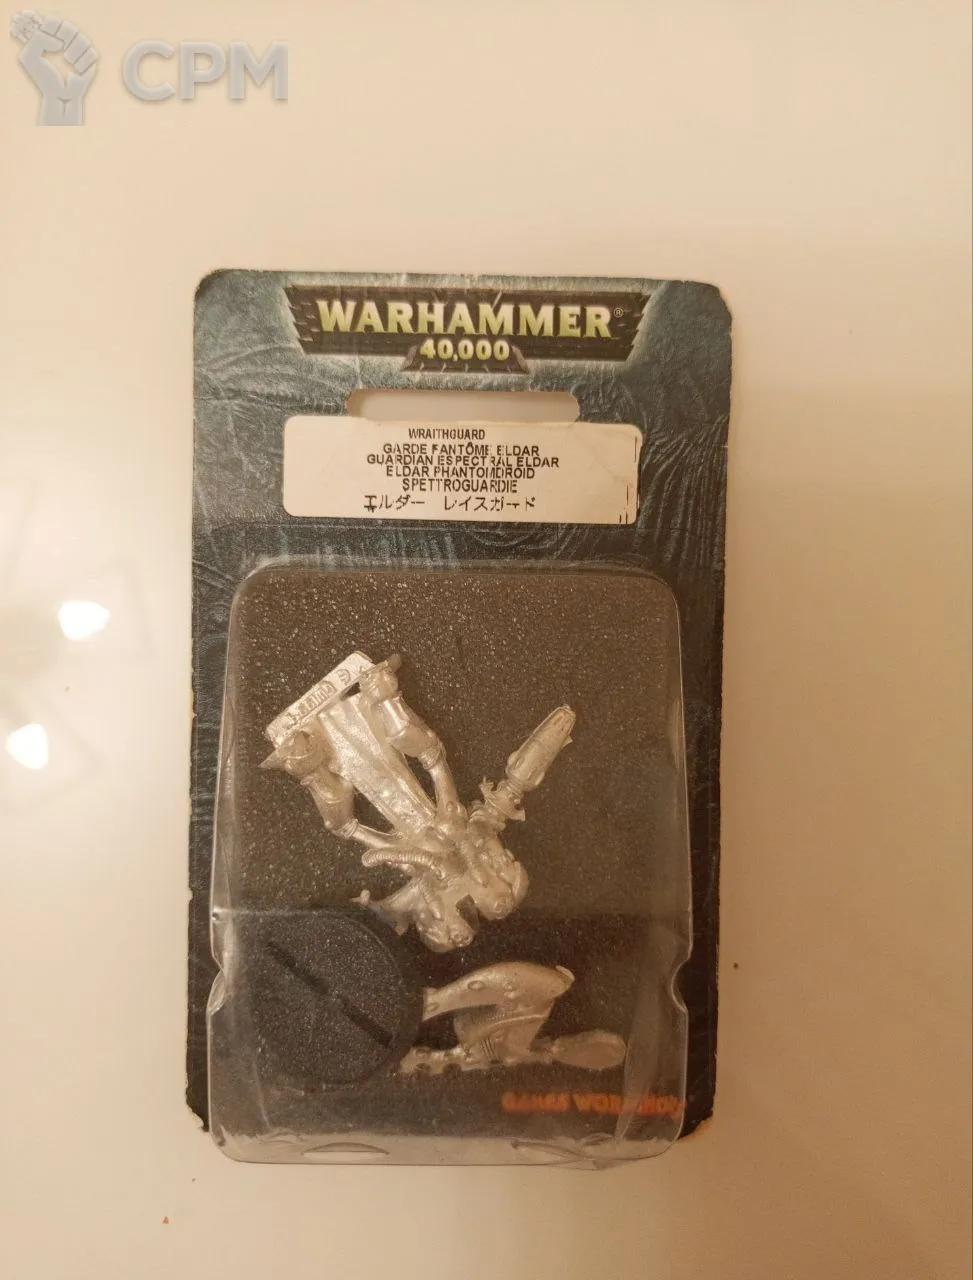 CPM
WARHAMMER®
40,000
WRAITHGUARD
GARDE FANTÔME ELDAR
GUARDIAN ESPECTRAL ELDAR
ELDAR PHANTOMDROID
SPETTROGUARDIE
エルダー レイスガード
GAMES WORKSHOP